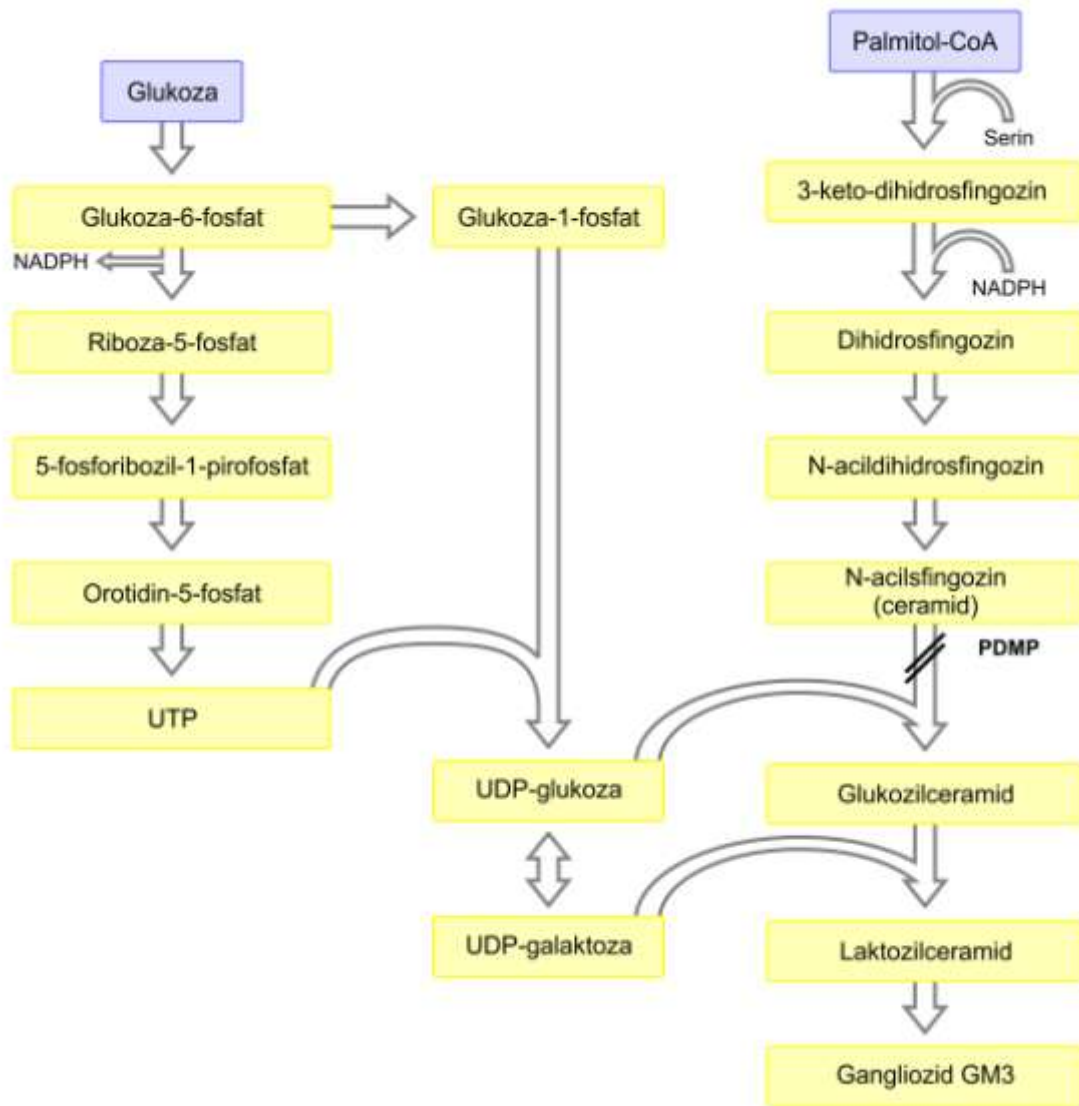 Palmitol-CoA
Glukoza
Serin
3-keto-dihidrosfingozin
Glukoza-6-fosfat
Glukoza-1-fosfat
NADPH
NADPH
Riboza-5-fosfat
Dihidrosfingozin
5-fosforibozil-1-pirofosfat
N-acildihidrosfingozin
Orotidin-5-fosfat
N-acilsfingozin
(ceramid)
PDMP
UTP
UDP-glukoza
Glukozilceramid
UDP-galaktoza
Laktozilceramid
Gangliozid GM3